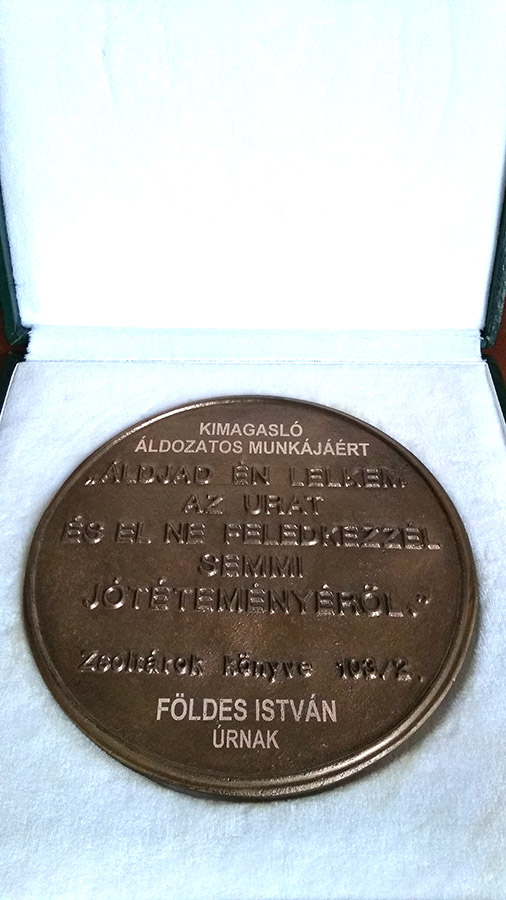 KIMAGASLÓ
ÁLDOZATOS MUNKÁJÁÉRT
„ÁLDJAD ÉN LELKEM
AZ URAT
ÉS EL NE FELEDKEZZÉL
SEMMI
JÓTÉTEMÉNYÉRŐL.”
Zsoltárok könyve 103/2.
FÖLDES ISTVÁN
ÚRNAK